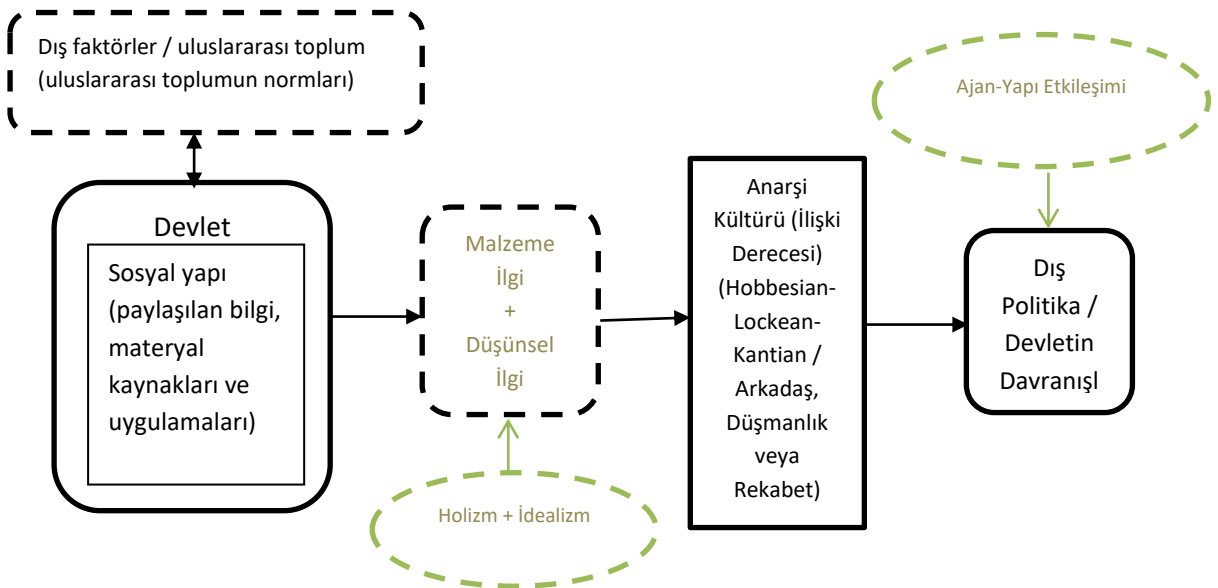 Dış faktörler / uluslararası toplum
(uluslararası toplumun normları)
Devlet
Sosyal yapı
(paylaşılan bilgi,
materyal
kaynakları ve
uygulamaları)
Malzeme
İlgi
+
Düşünsel
İlgi
Holizm + İdealizm
Anarşi
Kültürü (İlişki
Derecesi)
(Hobbesian-
Lockean-
Kantian /
Arkadaş,
Düşmanlık
veya
Rekabet)
Ajan-Yapı Etkileşimi
Dış
Politika /
Devletin
Davranışl